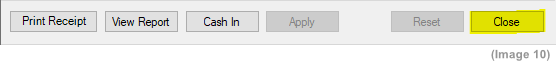 Print Receipt View Report Cash In Apply Reset Close
(Image 10)